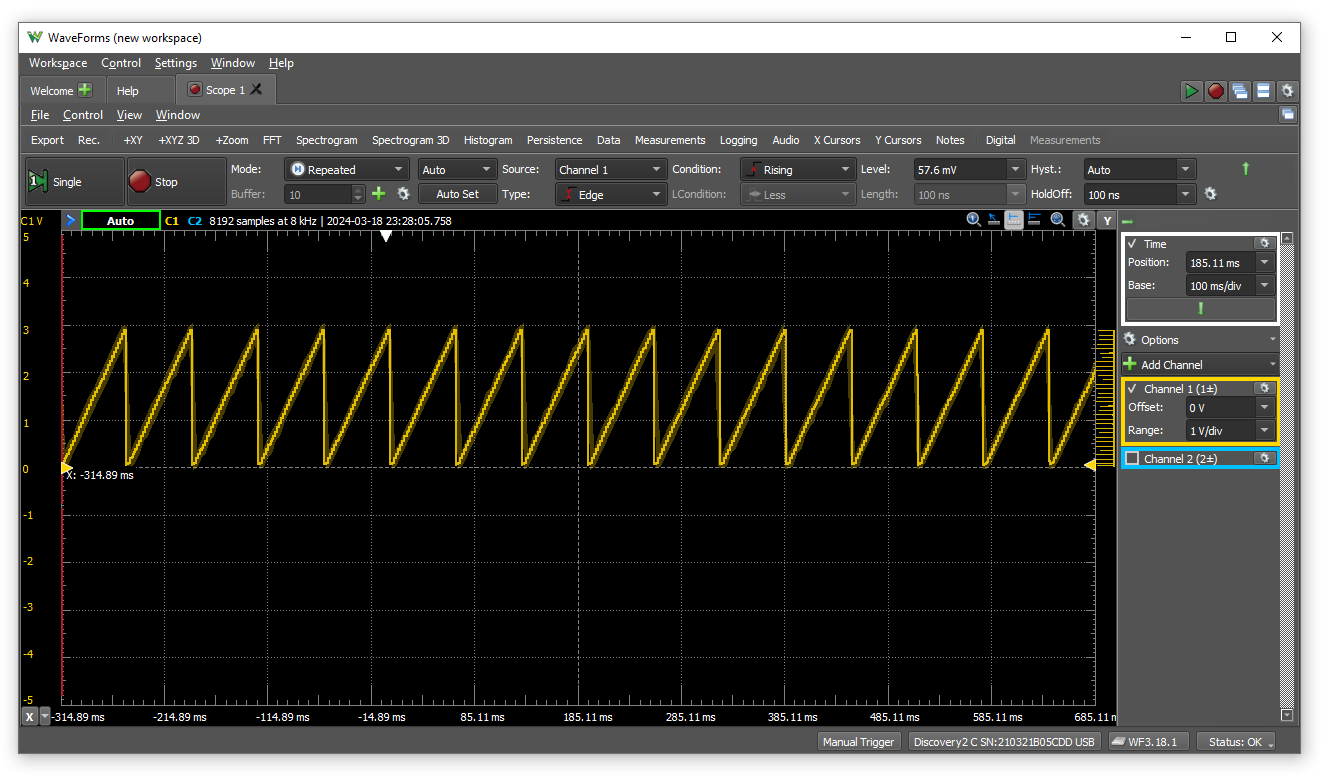 WaveForms (new workspace)
Workspace Control Settings Window Help
Welcome Help Scope 1
File Control View Window
Export Rec. +XY +XYZ 3D +Zoom FFT Spectrogram Spectrogram 3D Histogram Persistence Data Measurements Logging Audio X Cursors Y Cursors Notes Digital Measurements
1 Single Stop Mode: Repeated Auto Source: Channel 1 Condition: Rising Level: 57.6 mV Hyst.: Auto
Buffer: 10 Auto Set Type: Edge LCondition: Less Length: 100 ns HoldOff: 100 ns
C1 V Auto C1 C2 8192 samples at 8 kHz | 2024-03-18 23:28:05.758 Y
5
4
3
2
1
0
X: -314.89 ms
-1
-2
-3
-4
-5
X -314.89 ms -214.89 ms -114.89 ms -14.89 ms 85.11 ms 185.11 ms 285.11 ms 385.11 ms 485.11 ms 585.11 ms 685.11
Time
Position: 185.11 ms
Base: 100 ms/div
Options
Add Channel
Channel 1 (1±)
Offset: 0 V
Range: 1 V/div
Channel 2 (2±)
Manual Trigger Discovery2 C SN:210321B05CDD USB WF3.18.1 Status: OK